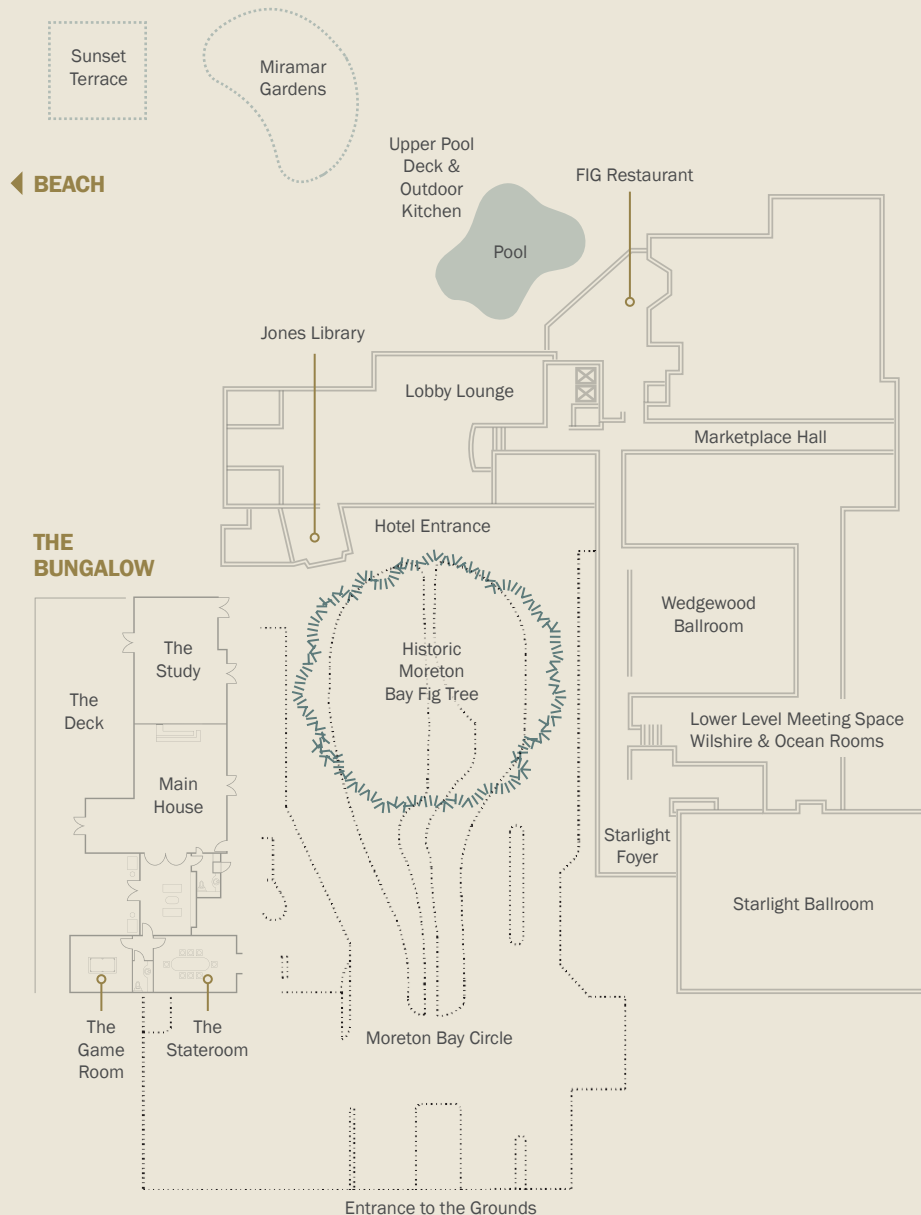 Sunset
Terrace
Miramar
Gardens
Upper Pool
Deck &
Outdoor
Kitchen
BEACH
FIG Restaurant
Pool
Jones Library
Lobby Lounge
Marketplace Hall
Hotel Entrance
THE
BUNGALOW
The
Study
The
Deck
Main
House
Historic
Moreton
Bay Fig Tree
Wedgewood
Ballroom
Lower Level Meeting Space
Wilshire & Ocean Rooms
Starlight
Foyer
Starlight Ballroom
The
Game
Room
The
Stateroom
Moreton Bay Circle
Entrance to the Grounds